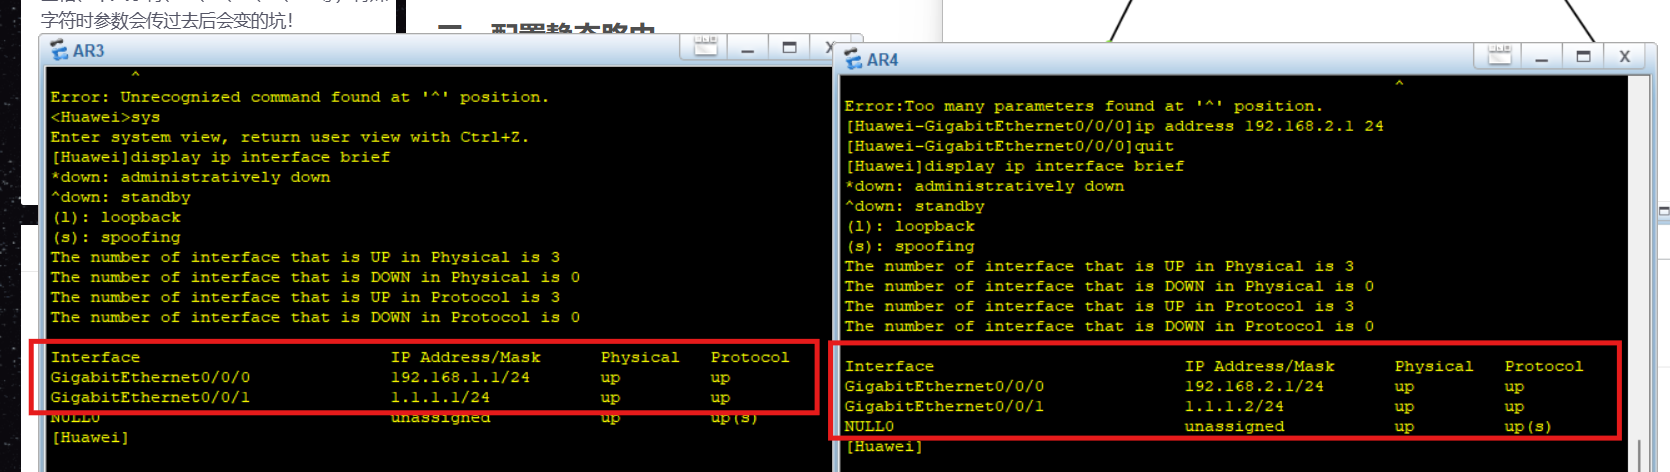 字符时参数会传过去后会变的坑!
二、配置静态路由
AR3
^
Error: Unrecognized command found at '^' position.
<Huawei>sys
Enter system view, return user view with Ctrl+Z.
[Huawei]display ip interface brief
*down: administratively down
^down: standby
(l): loopback
(s): spoofing
The number of interface that is UP in Physical is 3
The number of interface that is DOWN in Physical is 0
The number of interface that is UP in Protocol is 3
The number of interface that is DOWN in Protocol is 0
Interface IP Address/Mask Physical Protocol
GigabitEthernet0/0/0 192.168.1.1/24 up up
GigabitEthernet0/0/1 1.1.1.1/24 up up
NULL0 unassigned up up(s)
[Huawei]
AR4
^
Error:Too many parameters found at '^' position.
[Huawei-GigabitEthernet0/0/0]ip address 192.168.2.1 24
[Huawei-GigabitEthernet0/0/0]quit
[Huawei]display ip interface brief
*down: administratively down
^down: standby
(l): loopback
(s): spoofing
The number of interface that is UP in Physical is 3
The number of interface that is DOWN in Physical is 0
The number of interface that is UP in Protocol is 3
The number of interface that is DOWN in Protocol is 0
Interface IP Address/Mask Physical Protocol
GigabitEthernet0/0/0 192.168.2.1/24 up up
GigabitEthernet0/0/1 1.1.1.2/24 up up
NULL0 unassigned up up(s)
[Huawei]